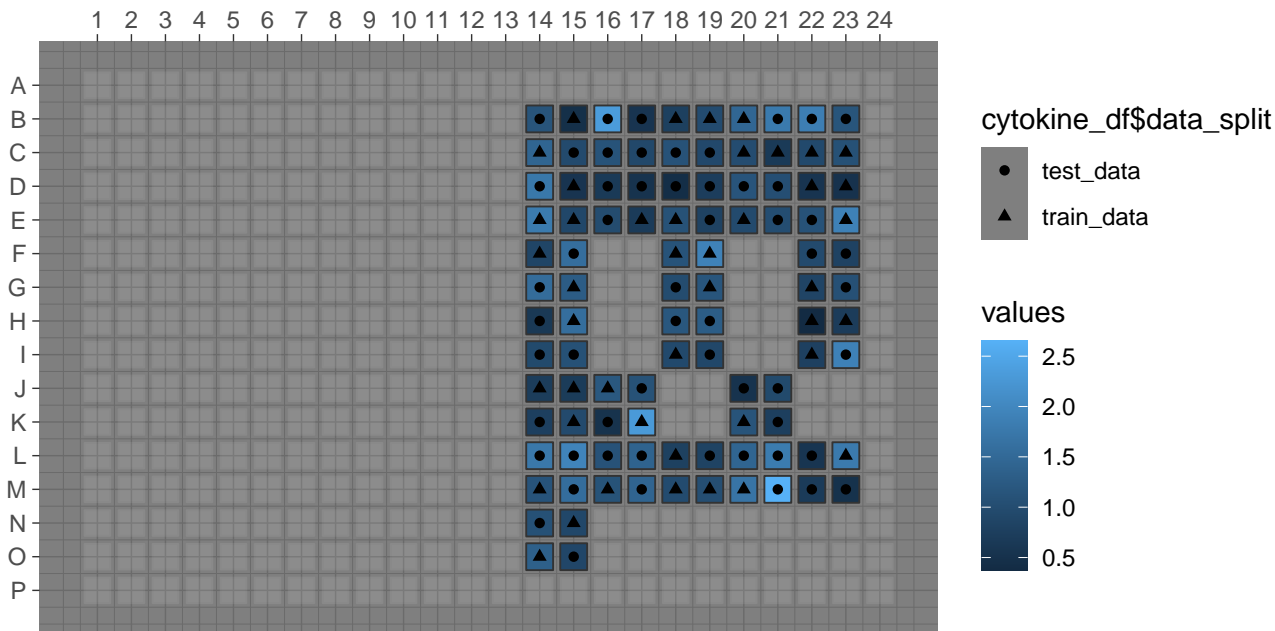 1 2 3 4 5 6 7 8 9 10 11 12 13 14 15 16 17 18 19 20 21 22 23 24
A
B
C
D
E
F
G
H
I
J
K
L
M
N
O
P
cytokine_df$data_split
test_data
train_data
values
2.5
2.0
1.5
1.0
0.5